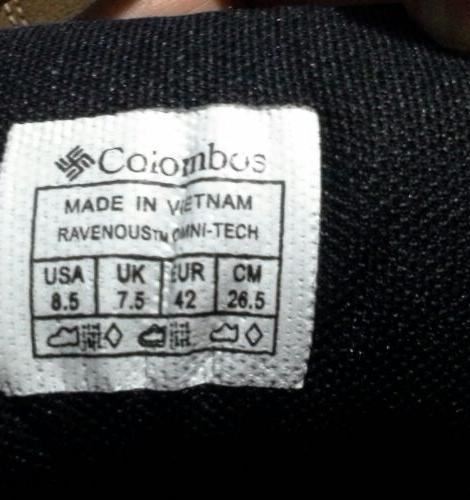 Colombos
MADE IN VIETNAM
RAVENOUS™ OMNI-TECH
USA UK EUR CM
8.5 7.5 42 26.5